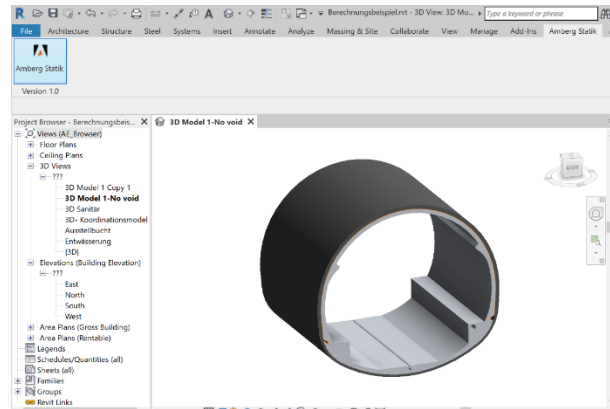 Berechnungsbeispiel.rvt - 3D View: 3D Mo...
Type a keyword or phrase
File Architecture Structure Steel Systems Insert Annotate Analyze Massing & Site Collaborate View Manage Add-Ins Amberg Statik
Amberg Statik
Version 1.0
Project Browser - Berechnungsbeis...
3D Model 1-No void
Views (AE_Browser)
Floor Plans
Ceiling Plans
3D Views
???
3D Model 1 Copy 1
3D Model 1-No void
3D Sanitär
3D- Koordinationsmodel
Ausstellbucht
Entwässerung
{3D}
Elevations (Building Elevation)
???
East
North
South
West
Area Plans (Gross Building)
Area Plans (Rentable)
Legends
Schedules/Quantities (all)
Sheets (all)
Families
Groups
Revit Links